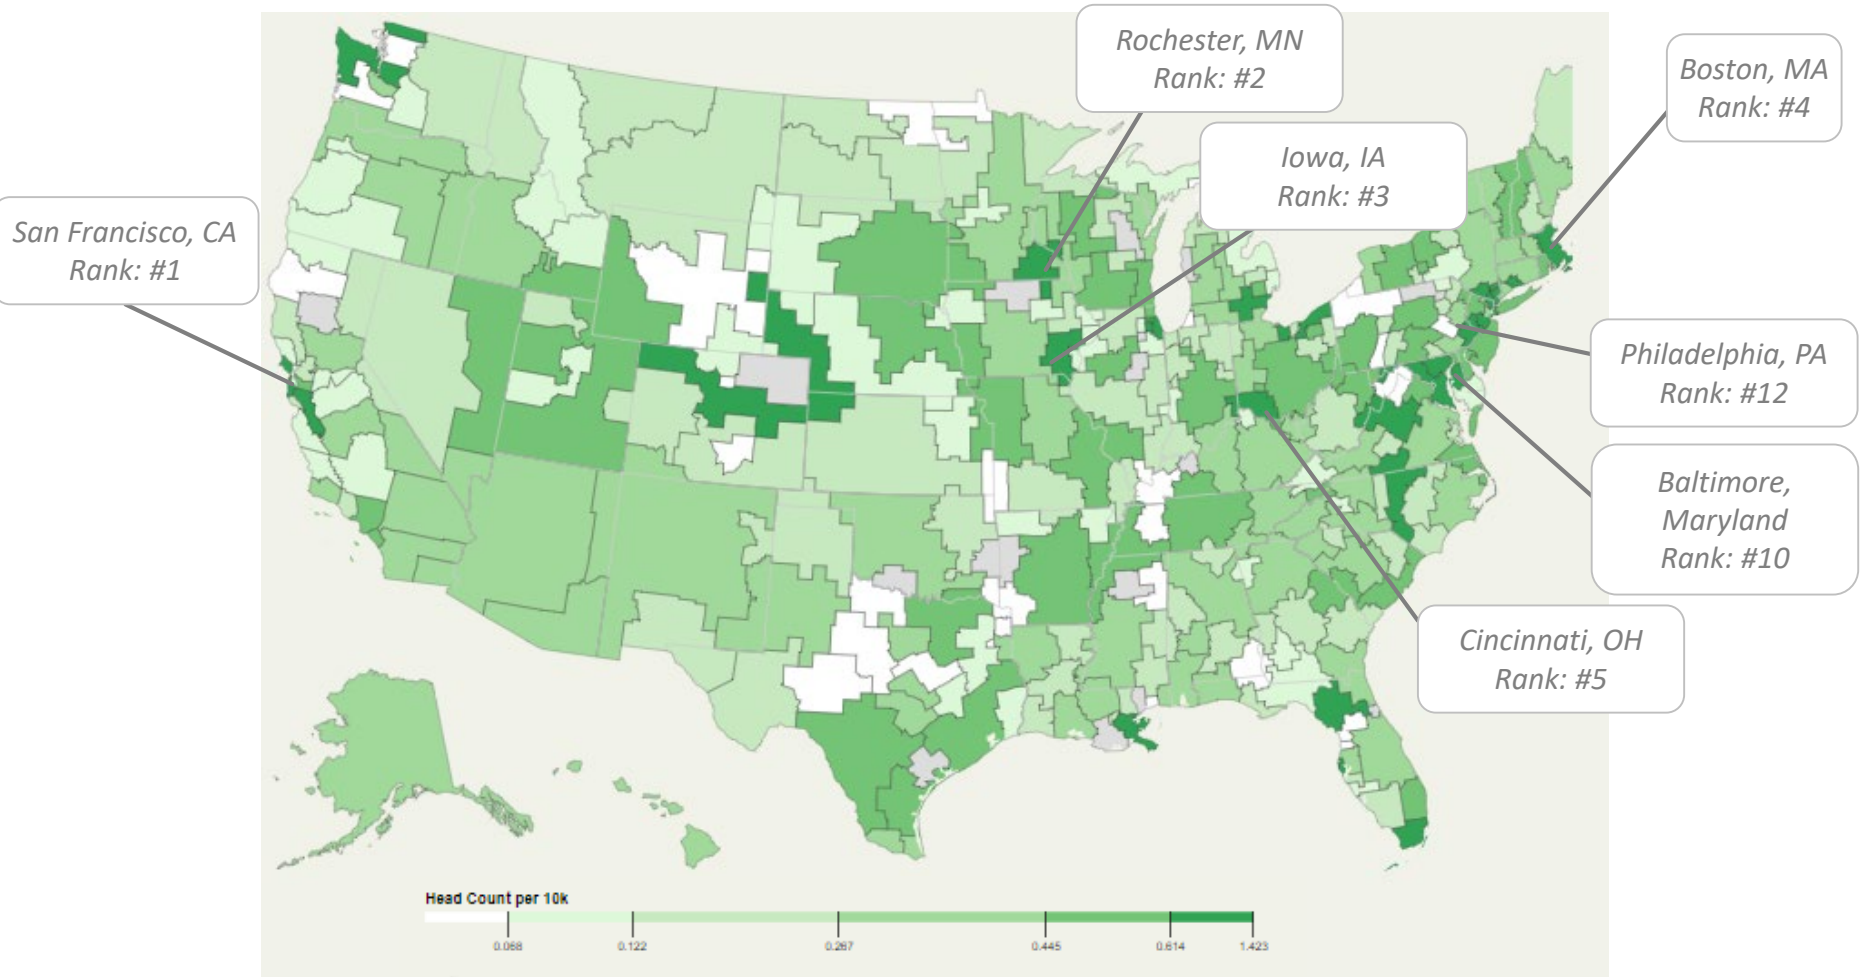 Rochester, MN
Rank: #2
Boston, MA
Rank: #4
Iowa, IA
Rank: #3
San Francisco, CA
Rank: #1
Philadelphia, PA
Rank: #12
Baltimore,
Maryland
Rank: #10
Cincinnati, OH
Rank: #5
Head Count per 10k
0.068 0.122 0.267 0.445 0.614 1.423